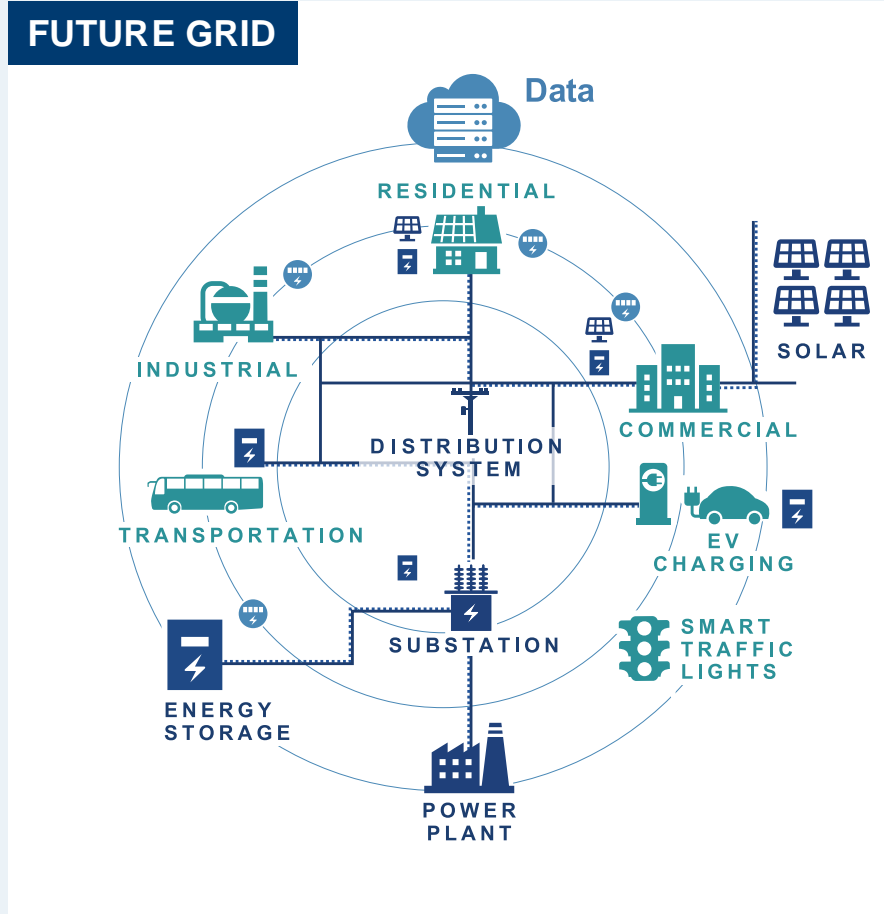 FUTURE GRID
Data
RESIDENTIAL
INDUSTRIAL
SOLAR
COMMERCIAL
DISTRIBUTION
SYSTEM
TRANSPORTATION
EV
CHARGING
SUBSTATION
SMART
TRAFFIC
LIGHTS
ENERGY
STORAGE
POWER
PLANT